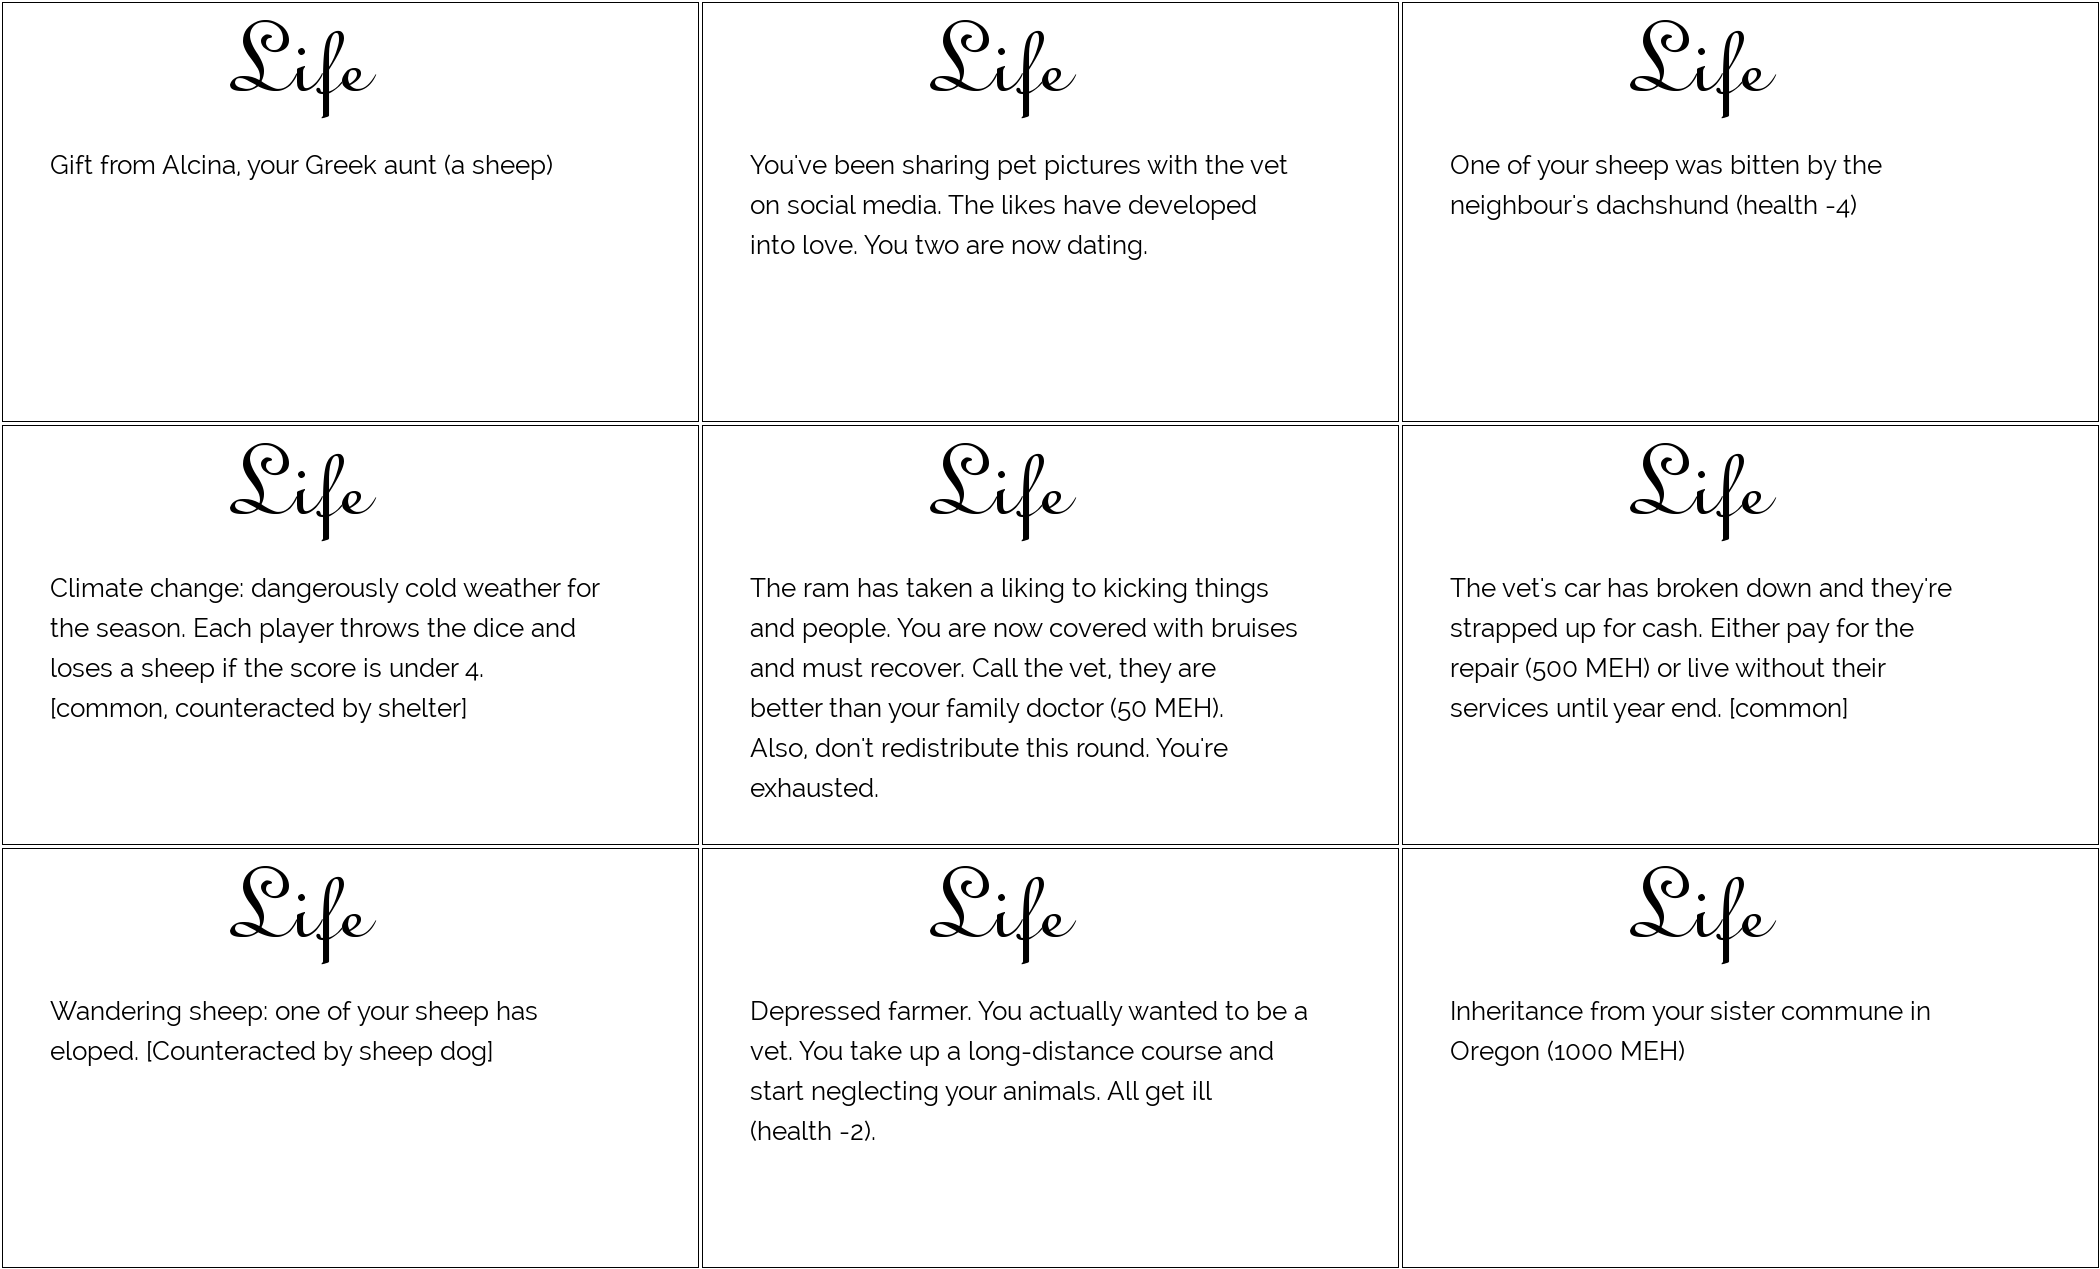 Life
Gift from Alcina, your Greek aunt (a sheep)
Life
You've been sharing pet pictures with the vet
on social media. The likes have developed
into love. You two are now dating.
Life
One of your sheep was bitten by the
neighbour's dachshund (health -4)
Life
Climate change: dangerously cold weather for
the season. Each player throws the dice and
loses a sheep if the score is under 4.
[common, counteracted by shelter]
Life
The ram has taken a liking to kicking things
and people. You are now covered with bruises
and must recover. Call the vet, they are
better than your family doctor (50 MEH).
Also, don't redistribute this round. You're
exhausted.
Life
The vet's car has broken down and they're
strapped up for cash. Either pay for the
repair (500 MEH) or live without their
services until year end. [common]
Life
Wandering sheep: one of your sheep has
eloped. [Counteracted by sheep dog]
Life
Depressed farmer. You actually wanted to be a
vet. You take up a long-distance course and
start neglecting your animals. All get ill
(health -2).
Life
Inheritance from your sister commune in
Oregon (1000 MEH)